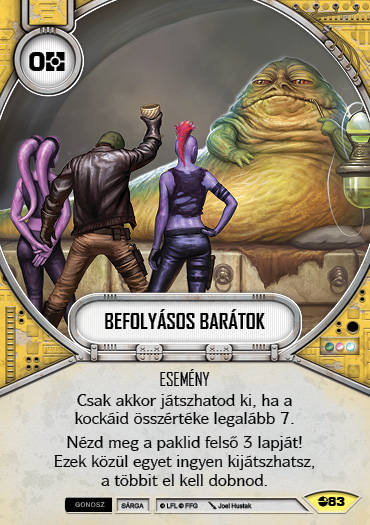 0
BEFOLYÁSOS BARÁTOK
ESEMÉNY
Csak akkor játszhatod ki, ha a
kockáid összértéke legalább 7.
Nézd meg a paklid felső 3 lapját!
Ezek közül egyet ingyen kijátszhatsz,
a többit el kell dobnod.
GONOSZ SÁRGA © LFL © FFG Joel Hustak 83